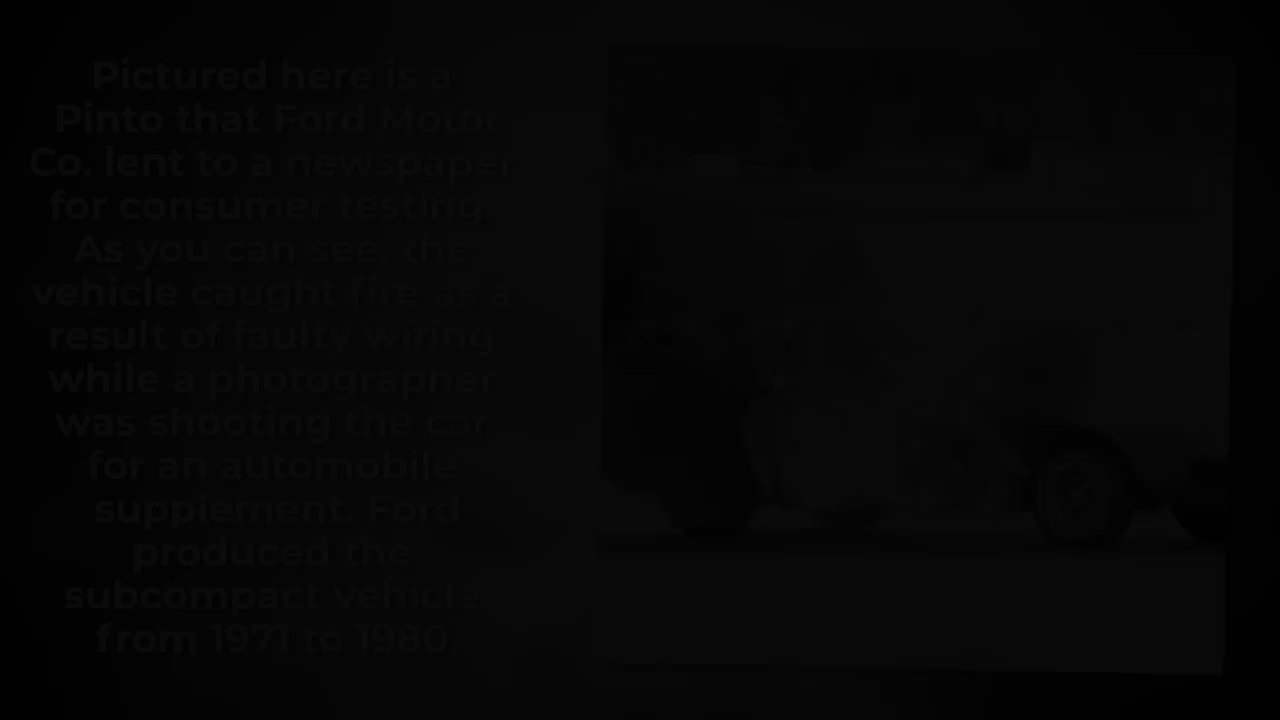 Pictured here is a
Pinto that Ford Motor
Co. lent to a newspaper
for consumer testing.
As you can see, the
vehicle caught fire as a
result of faulty wiring
while a photographer
was shooting the car
for an automobile
supplement. Ford
produced the
subcompact vehicle
from 1971 to 1980.